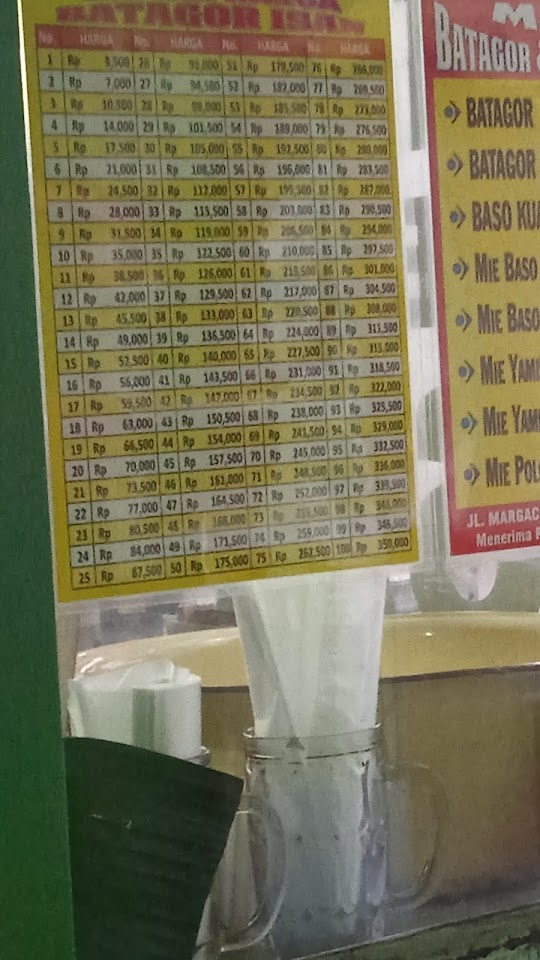 BATAGOR ISAN
No. HARGA No. HARGA No. HARGA No. HARGA
1 Rp 3,500 26 Rp 91,000 51 Rp 178,500 76 Rp 266,000
2 Rp 7,000 27 Rp 94,500 52 Rp 182,000 77 Rp 269,500
3 Rp 10,500 28 Rp 98,000 53 Rp 185,500 78 Rp 273,000
4 Rp 14,000 29 Rp 101,500 54 Rp 189,000 79 Rp 276,500
5 Rp 17,500 30 Rp 105,000 55 Rp 192,500 80 Rp 280,000
6 Rp 21,000 31 Rp 108,500 56 Rp 196,000 81 Rp 283,500
7 Rp 24,500 32 Rp 112,000 57 Rp 199,500 82 Rp 287,000
8 Rp 28,000 33 Rp 115,500 58 Rp 203,000 83 Rp 290,500
9 Rp 31,500 34 Rp 119,000 59 Rp 206,500 84 Rp 294,000
10 Rp 35,000 35 Rp 122,500 60 Rp 210,000 85 Rp 297,500
11 Rp 38,500 36 Rp 126,000 61 Rp 213,500 86 Rp 301,000
12 Rp 42,000 37 Rp 129,500 62 Rp 217,000 87 Rp 304,500
13 Rp 45,500 38 Rp 133,000 63 Rp 220,500 88 Rp 308,000
14 Rp 49,000 39 Rp 136,500 64 Rp 224,000 89 Rp 311,500
15 Rp 52,500 40 Rp 140,000 65 Rp 227,500 90 Rp 315,000
16 Rp 56,000 41 Rp 143,500 66 Rp 231,000 91 Rp 318,500
17 Rp 59,500 42 Rp 147,000 67 Rp 234,500 92 Rp 322,000
18 Rp 63,000 43 Rp 150,500 68 Rp 238,000 93 Rp 325,500
19 Rp 66,500 44 Rp 154,000 69 Rp 241,500 94 Rp 329,000
20 Rp 70,000 45 Rp 157,500 70 Rp 245,000 95 Rp 332,500
21 Rp 73,500 46 Rp 161,000 71 Rp 248,500 96 Rp 336,000
22 Rp 77,000 47 Rp 164,500 72 Rp 252,000 97 Rp 339,500
23 Rp 80,500 48 Rp 168,000 73 Rp 255,500 98 Rp 343,000
24 Rp 84,000 49 Rp 171,500 74 Rp 259,000 99 Rp 346,500
25 Rp 87,500 50 Rp 175,000 75 Rp 262,500 100 Rp 350,000
M
BATAGOR
BATAGOR
BATAGOR
BASO KUA
MIE BASO
MIE BASO
MIE YAMI
MIE YAMI
MIE POL
JL. MARGAC
Menerima P